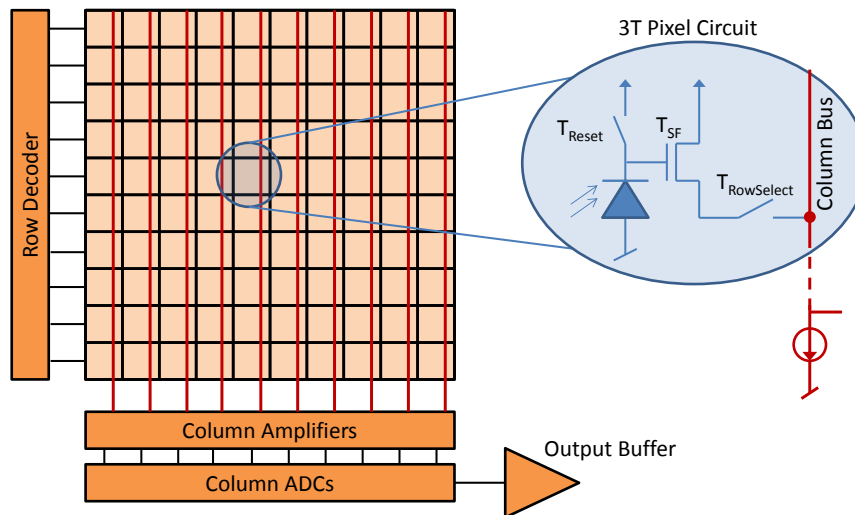 3T Pixel Circuit
T_Reset
T_SF
T_RowSelect
Column Bus
Row Decoder
Column Amplifiers
Column ADCs
Output Buffer